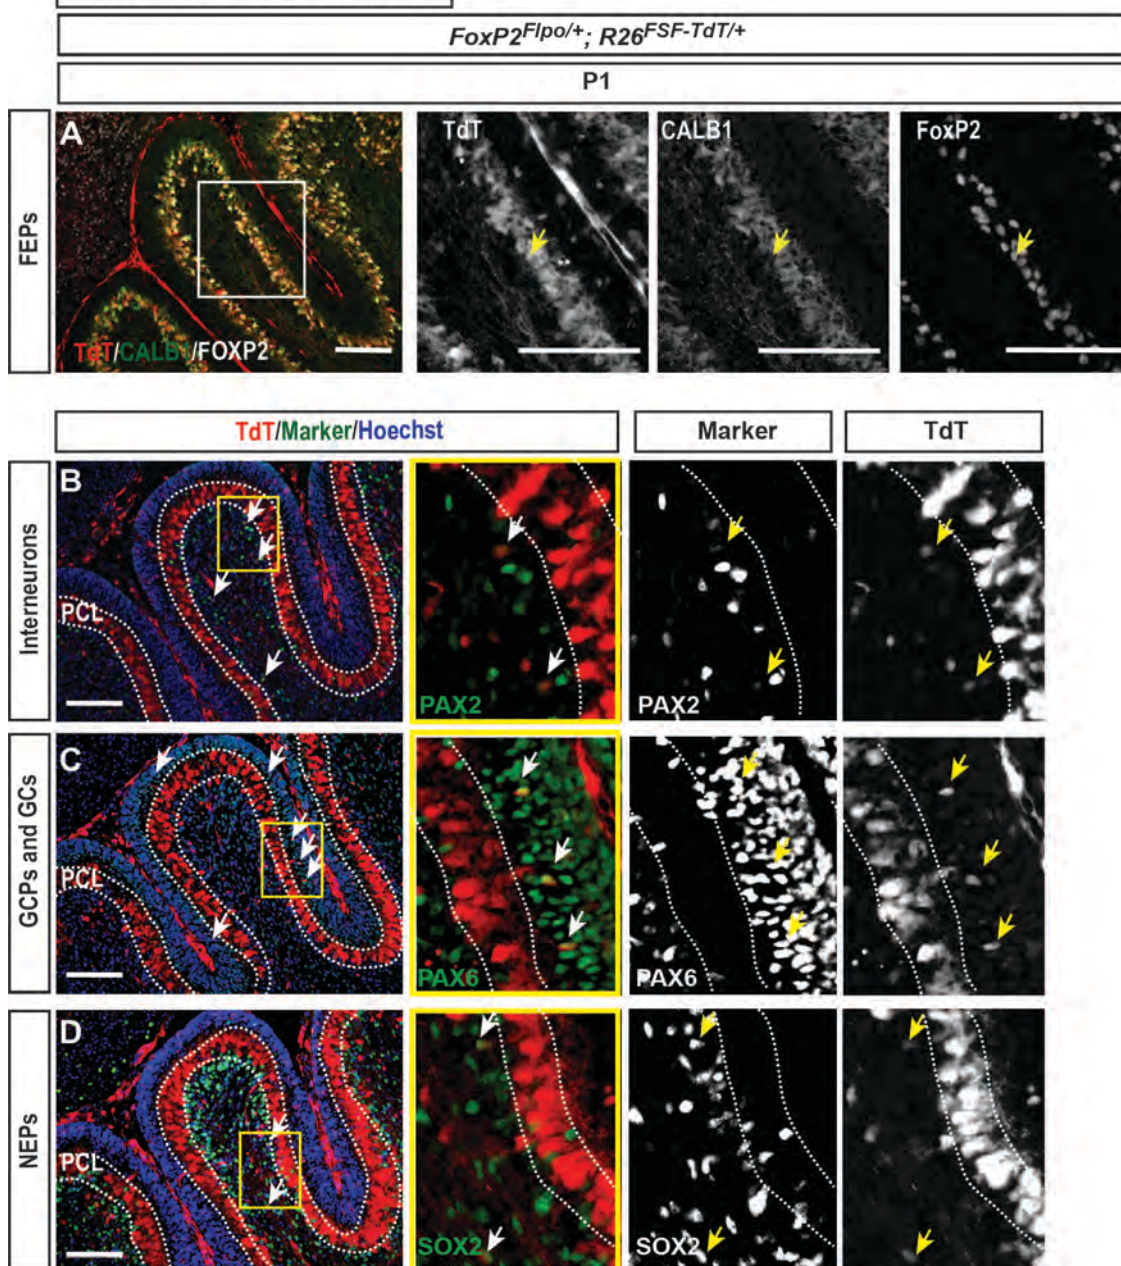 FoxP2Flpo/+; R26FSF-TdT/+
P1
FEPs
A
TdT/CALB1/FOXP2
TdT
CALB1
FoxP2
TdT/Marker/Hoechst
Marker
TdT
Interneurons
B
PCL
PAX2
PAX2
GCPs and GCs
C
PCL
PAX6
PAX6
NEPs
D
PCL
SOX2
SOX2